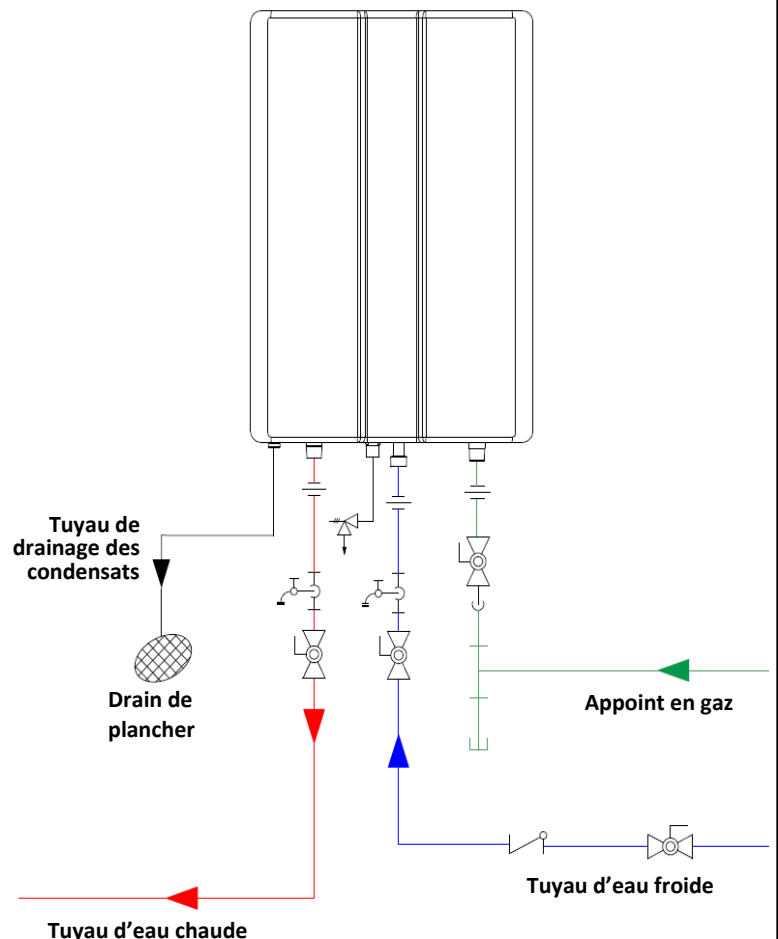 Tuyau de
drainage des
condensats
Drain de
plancher
Appoint en gaz
Tuyau d’eau froide
Tuyau d’eau chaude